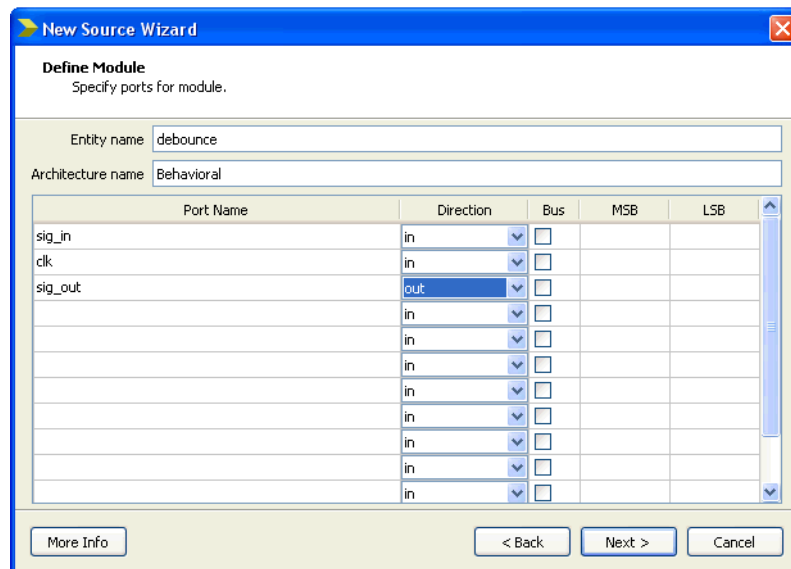 New Source Wizard
Define Module
Specify ports for module.
Entity name debounce
Architecture name Behavioral
Port Name Direction Bus MSB LSB
sig_in in
clk in
sig_out out
in
in
in
in
in
in
in
in
More Info < Back Next > Cancel